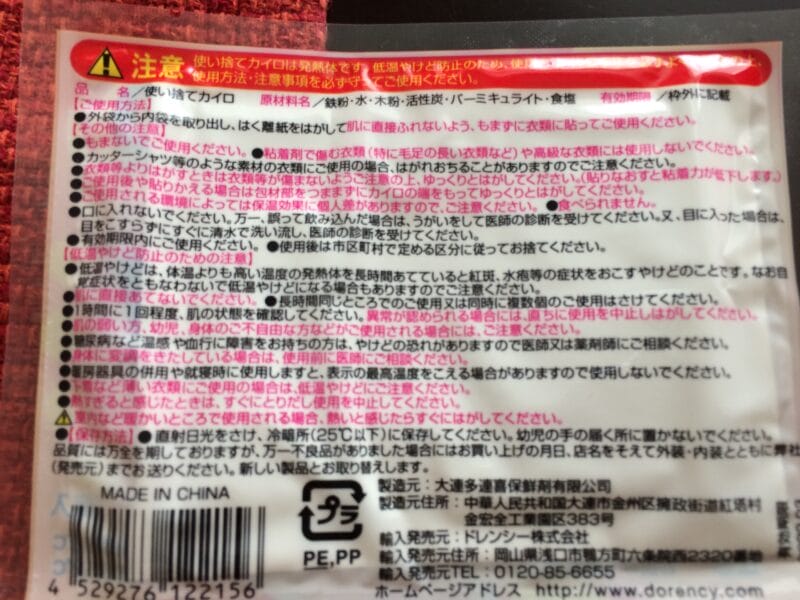 注意 使い捨てカイロは発熱体です。低温やけど防止のため、使用
使用方法・注意事項を必ず守ってご使用ください。
品 名／使い捨てカイロ 原材料名／鉄粉・水・木粉・活性炭・バーミキュライト・食塩 有効期限／枠外に記載
【ご使用方法】
●外袋から内袋を取り出し、はく離紙をはがして肌に直接ふれないよう、もまずに衣類に貼ってご使用ください。
【その他の注意】
●もまないでご使用ください。●粘着剤で傷む衣類(特に毛足の長い衣類など)や高級な衣類には使用しないでください。
●カッターシャツ等のような素材の衣類にご使用の場合、はがれおちることがありますのでご注意ください。
●衣類等よりはがすときは衣類等が傷まないようご注意の上、ゆっくりとはがしてください。(貼りなおすと粘着力が低下します。)
●ご使用後や貼りかえる場合は包材部をつままずにカイロの端をもってゆっくりとはがしてください。
●ご使用される環境によっては保温効果に個人差がありますので、ご注意ください。●食べられません。
●口に入れないでください。万一、誤って飲み込んだ場合は、うがいをして医師の診断を受けてください。又、目に入った場合は、
目をこすらずにすぐに清水で洗い流し、医師の診断を受けてください。
●有効期限内にご使用ください。●使用後は市区町村で定める区分に従ってお捨てください。
【低温やけど防止のための注意】
●低温やけどは、体温よりも高い温度の発熱体を長時間あてていると紅斑、水疱等の症状をおこすやけどのことです。なお自
覚症状をともなわないで低温やけどになる場合もありますのでご注意ください。
●肌に直接あてないでください。●長時間同じところでのご使用又は同時に複数個のご使用はさけてください。
●1時間に1回程度、肌の状態を確認してください。異常が認められる場合には、直ちに使用を中止しはがしてください。
●肌の弱い方、幼児、身体のご不自由な方などがご使用される場合には、ご注意ください。
●糖尿病など温感や血行に障害をお持ちの方は、やけどの恐れがありますので医師又は薬剤師にご相談ください。
●身体に変調をきたしている場合は、使用前に医師にご相談ください。
●暖房器具の併用や就寝時に使用しますと、表示の最高温度をこえる場合がありますので使用しないでください。
●下着など薄い衣類にご使用の場合は、低温やけどにご注意ください。
●熱すぎると感じたときは、すぐにとりだし使用を中止してください。
室内など暖かいところで使用される場合、熱いと感じたらすぐにはがしてください。
【保存方法】●直射日光をさけ、冷暗所(25℃以下)に保存してください。幼児の手の届く所に置かないでください。
品質には万全を期しておりますが、万一不良品がありました場合にはお買い上げの月日、店名をそえて外装・内装とともに弊社
(発売元)までお送りください。新しい製品とお取替えします。
MADE IN CHINA
4 529276 122156
プラ
PE,PP
製造元：大連多連喜保鮮剤有限公司
製造元住所：中華人民共和国大連市金州区擁政街道紅塔村
金宏全工業園区383号
輸入発売元：ドレンシー株式会社
輸入発売元住所：岡山県浅口市鴨方町六条院西2320番地
輸入発売元TEL：0120-85-6655
ホームページアドレス http://www.dorency.com/